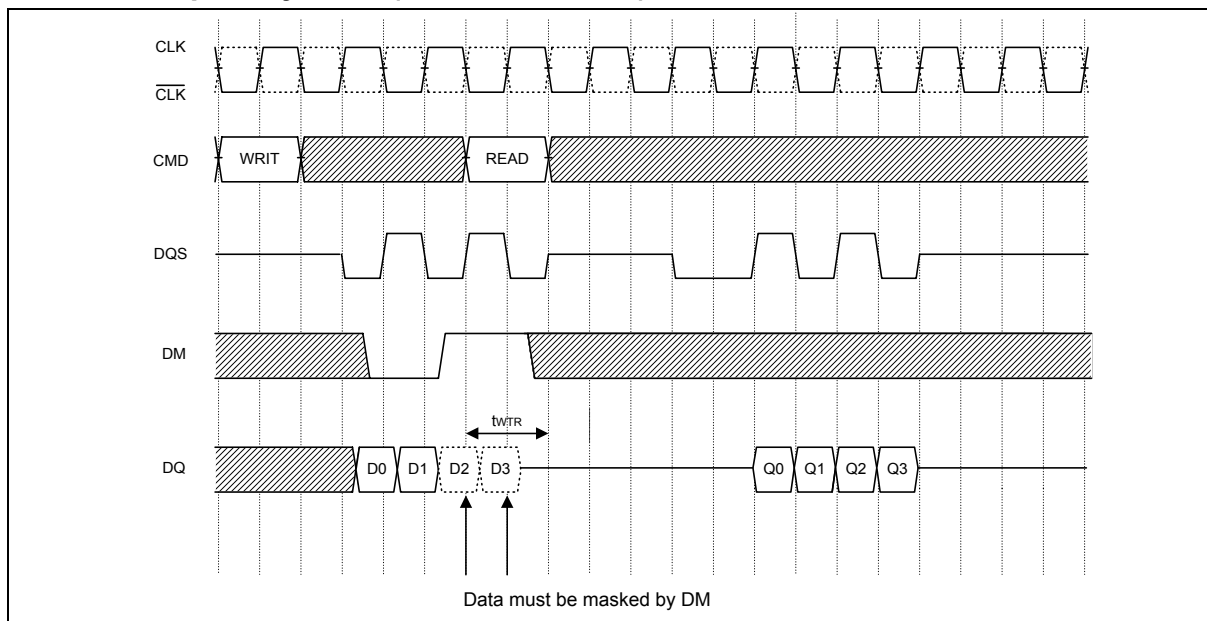 CLK
CLK
CMD WRIT READ
DQS
DM
tWTR
DQ D0 D1 D2 D3 Q0 Q1 Q2 Q3
Data must be masked by DM